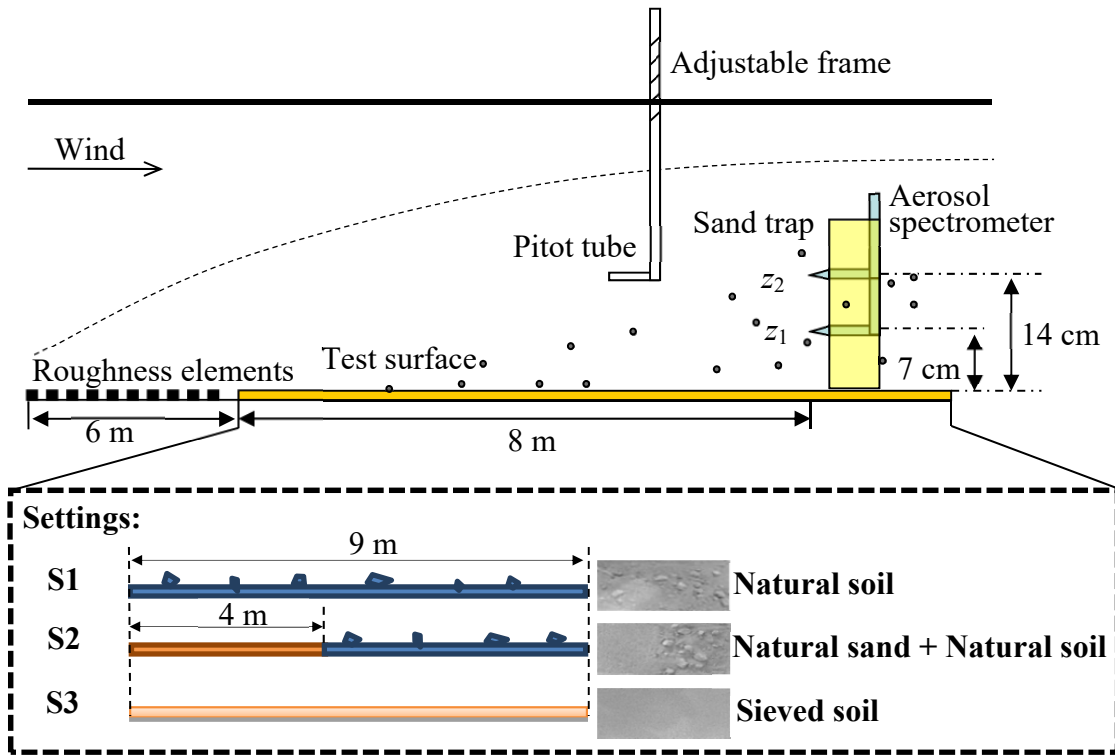 Adjustable frame
Wind
Aerosol
spectrometer
Sand trap
Pitot tube
z2
z1
14 cm
7 cm
Test surface
Roughness elements
6 m
8 m
Settings:
9 m
S1
Natural soil
4 m
S2
Natural sand + Natural soil
S3
Sieved soil